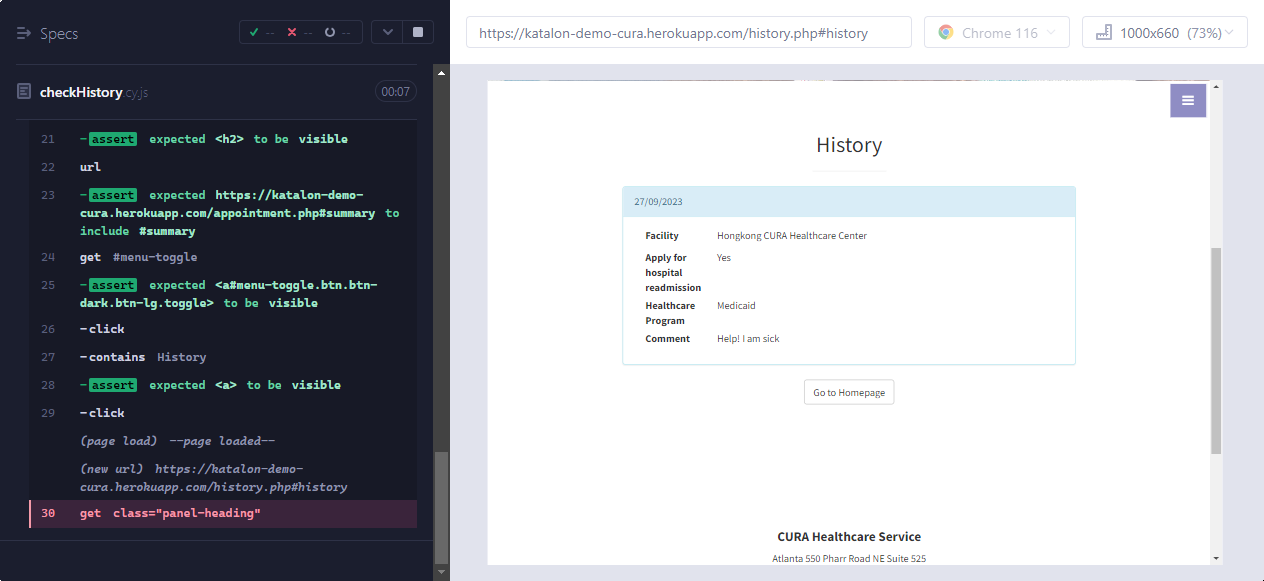 Specs
-- -- --
checkHistory.cy.js 00:07
21 -assert expected <h2> to be visible
22 url
23 -assert expected https://katalon-demo-
cura.herokuapp.com/appointment.php#summary to
include #summary
24 get #menu-toggle
25 -assert expected <a#menu-toggle.btn.btn-
dark.btn-lg.toggle> to be visible
26 -click
27 -contains History
28 -assert expected <a> to be visible
29 -click
(page load) --page loaded--
(new url) https://katalon-demo-
cura.herokuapp.com/history.php#history
30 get class="panel-heading"
https://katalon-demo-cura.herokuapp.com/history.php#history
Chrome 116
1000x660 (73%)
History
27/09/2023
Facility Hongkong CURA Healthcare Center
Apply for Yes
hospital
readmission
Healthcare Medicaid
Program
Comment Help! I am sick
Go to Homepage
CURA Healthcare Service
Atlanta 550 Pharr Road NE Suite 525